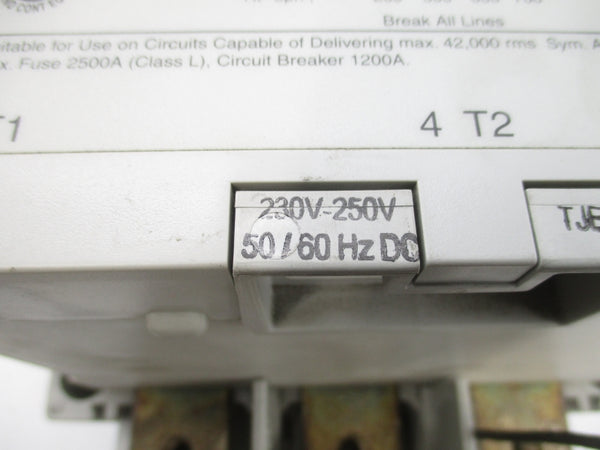 Break All Lines
itable for Use on Circuits Capable of Delivering max. 42,000 rms Sym. A
x. Fuse 2500A (Class L), Circuit Breaker 1200A.
T1
4 T2
230V-250V
50/60 Hz DC
TJE